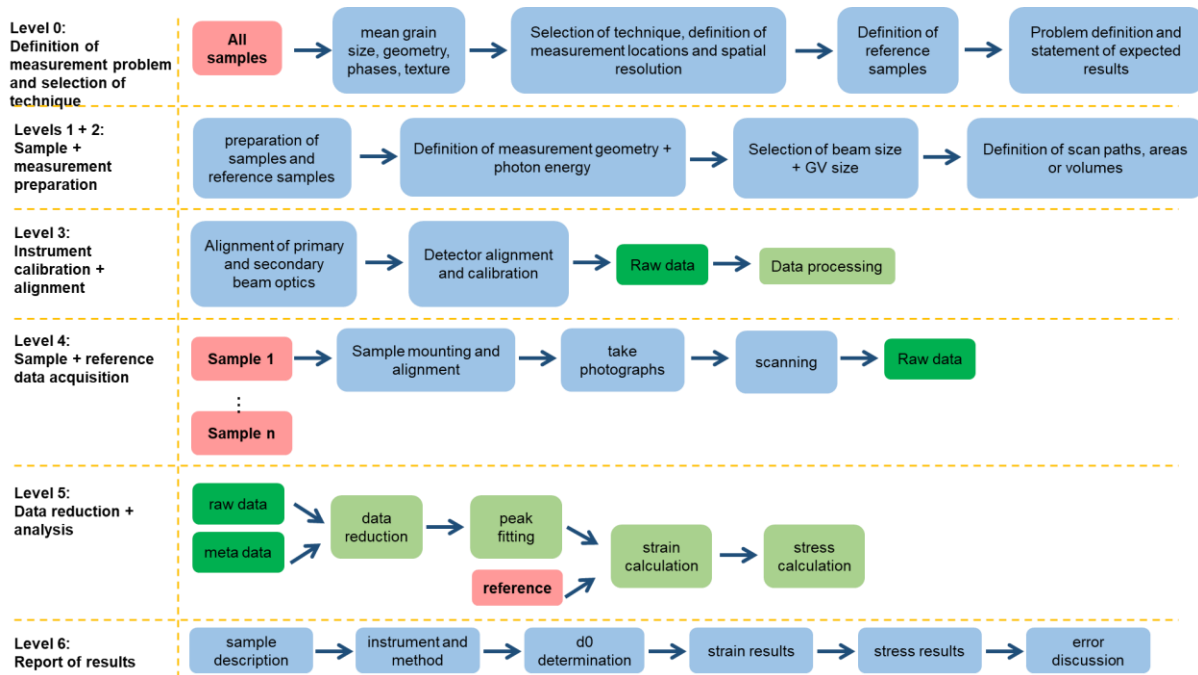 Level 0:
Definition of
measurement problem
and selection of
technique
All
samples
mean grain
size, geometry,
phases, texture
Selection of technique, definition of
measurement locations and spatial
resolution
Definition of
reference
samples
Problem definition and
statement of expected
results
Levels 1 + 2:
Sample +
measurement
preparation
preparation of
samples and
reference samples
Definition of measurement geometry +
photon energy
Selection of beam size
+ GV size
Definition of scan paths, areas
or volumes
Level 3:
Instrument
calibration +
alignment
Alignment of primary
and secondary
beam optics
Detector alignment
and calibration
Raw data
Data processing
Level 4:
Sample + reference
data acquisition
Sample 1
Sample mounting and
alignment
take
photographs
scanning
Raw data
⋮
Sample n
Level 5:
Data reduction +
analysis
raw data
meta data
data
reduction
peak
fitting
reference
strain
calculation
stress
calculation
Level 6:
Report of results
sample
description
instrument and
method
d0
determination
strain results
stress results
error
discussion